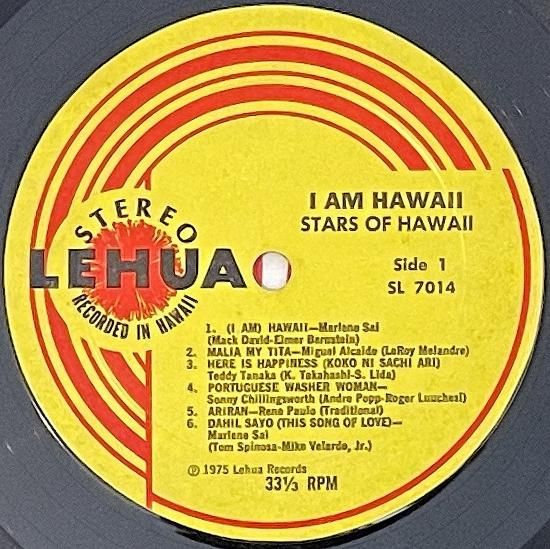 I AM HAWAII
STARS OF HAWAII
Side 1
SL 7014
STEREO
LEHUA
RECORDED IN HAWAII
1. (I AM) HAWAII—Marlene Sai
(Mack David-Elmer Bernstein)
2. MALIA MY TITA—Miguel Alcaide (LeRoy Melandre)
3. HERE IS HAPPINESS (KOKO NI SACHI ARI)
Teddy Tanaka (K. Takahashi-S. Lida)
4. PORTUGUESE WASHER WOMAN—
Sonny Chillingsworth (Andre Popp-Roger Lucchesi)
5. ARIRAN—Rene Paulo (Traditional)
6. DAHIL SAYO (THIS SONG OF LOVE)—
Marlene Sai
(Tom Spinosa-Mike Velarde, Jr.)
Ⓟ 1975 Lehua Records
33⅓ RPM